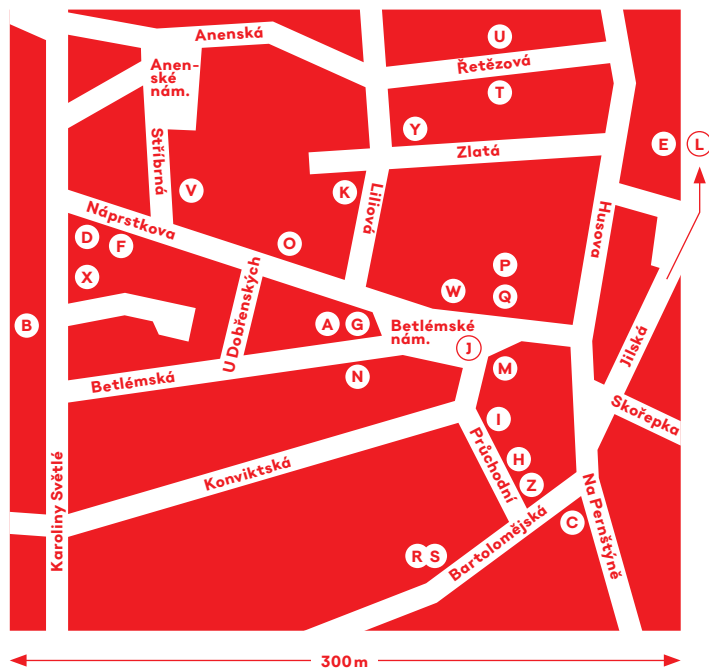 U
Anenská
Řetězová
Anen-
ské
nám.
T
Y
E
L
Zlatá
Stříbrná
V
K
Liliová
Husova
Náprstkova
D
F
O
X
P
W
Q
U Dobřenských
B
A
G
Betlémské
nám.
J
Jilská
Betlémská
N
M
Skořepka
I
Průchodní
H
Konviktská
Z
Na Perštýně
C
Bartolomějská
Karoliny Světlé
R
S
300 m